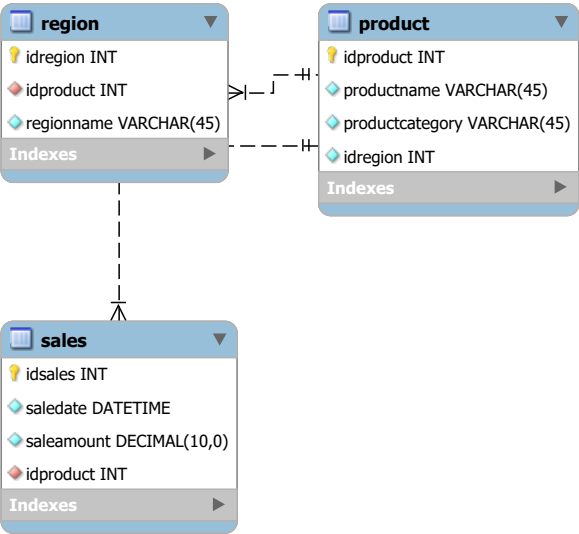 region
idregion INT
idproduct INT
regionname VARCHAR(45)
Indexes
product
idproduct INT
productname VARCHAR(45)
productcategory VARCHAR(45)
idregion INT
Indexes
sales
idsales INT
saledate DATETIME
saleamount DECIMAL(10,0)
idproduct INT
Indexes